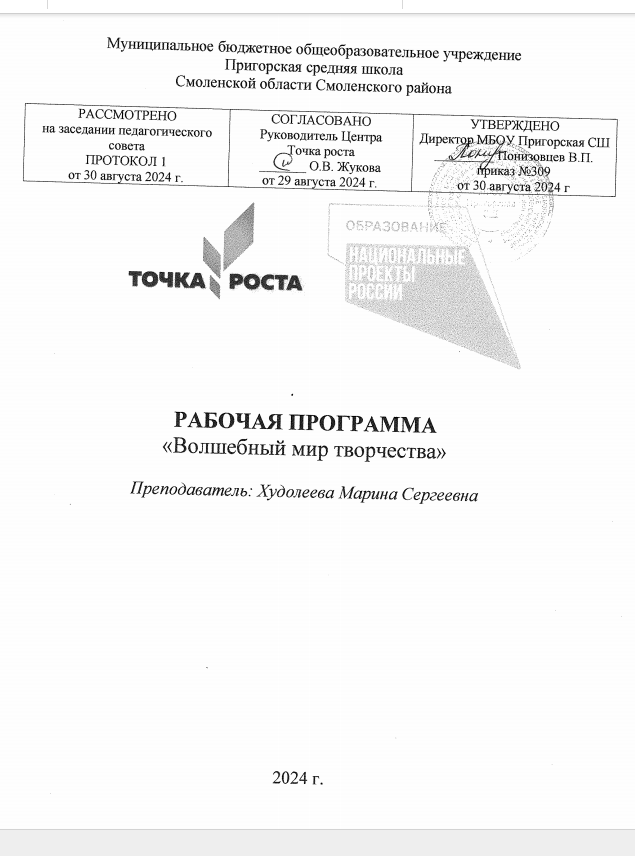 Муниципальное бюджетное общеобразовательное учреждение
Пригорская средняя школа
Смоленской области Смоленского района
РАССМОТРЕНО
на заседании педагогического
совета
ПРОТОКОЛ 1
от 30 августа 2024 г.
СОГЛАСОВАНО
Руководитель Центра
Точка роста
О.В. Жукова
от 29 августа 2024 г.
УТВЕРЖДЕНО
Директор МБОУ Пригорская СШ
Понизовцев В.П.
приказ №309
от 30 августа 2024 г
ТОЧКА РОСТА
ОБРАЗОВАНИЕ
НАЦИОНАЛЬНЫЕ
ПРОЕКТЫ
РОССИИ
РАБОЧАЯ ПРОГРАММА
«Волшебный мир творчества»
Преподаватель: Худолеева Марина Сергеевна
2024 г.